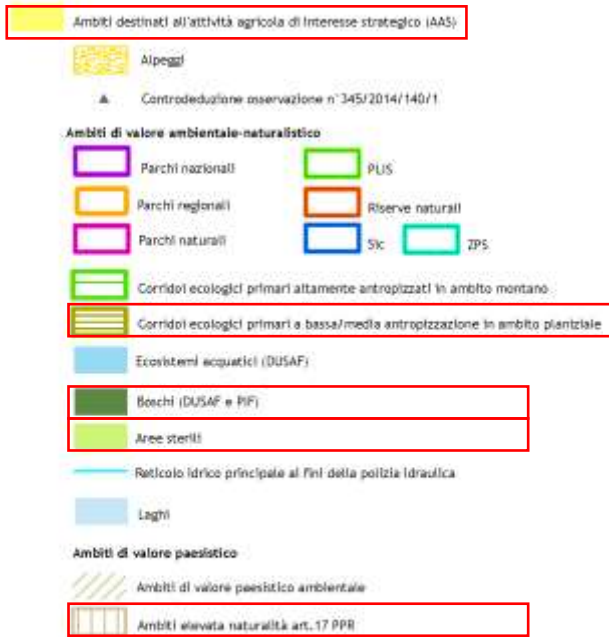 Ambiti destinati all'attività agricola di interesse strategico (AAS)
Alpeggi
Controdeduzione osservazione n°345/2014/140/1
Ambiti di valore ambientale-naturalistico
Parchi nazionali
PLIS
Parchi regionali
Riserve naturali
Parchi naturali
Sic
ZPS
Corridoi ecologici primari altamente antropizzati in ambito montano
Corridoi ecologici primari a bassa/media antropizzazione in ambito planiziale
Ecosistemi acquatici (DUSAF)
Boschi (DUSAF e PIF)
Aree sterili
Reticolo idrico principale ai fini della polizia idraulica
Laghi
Ambiti di valore paesistico
Ambiti di valore paesistico ambientale
Ambiti elevata naturalità art.17 PPR